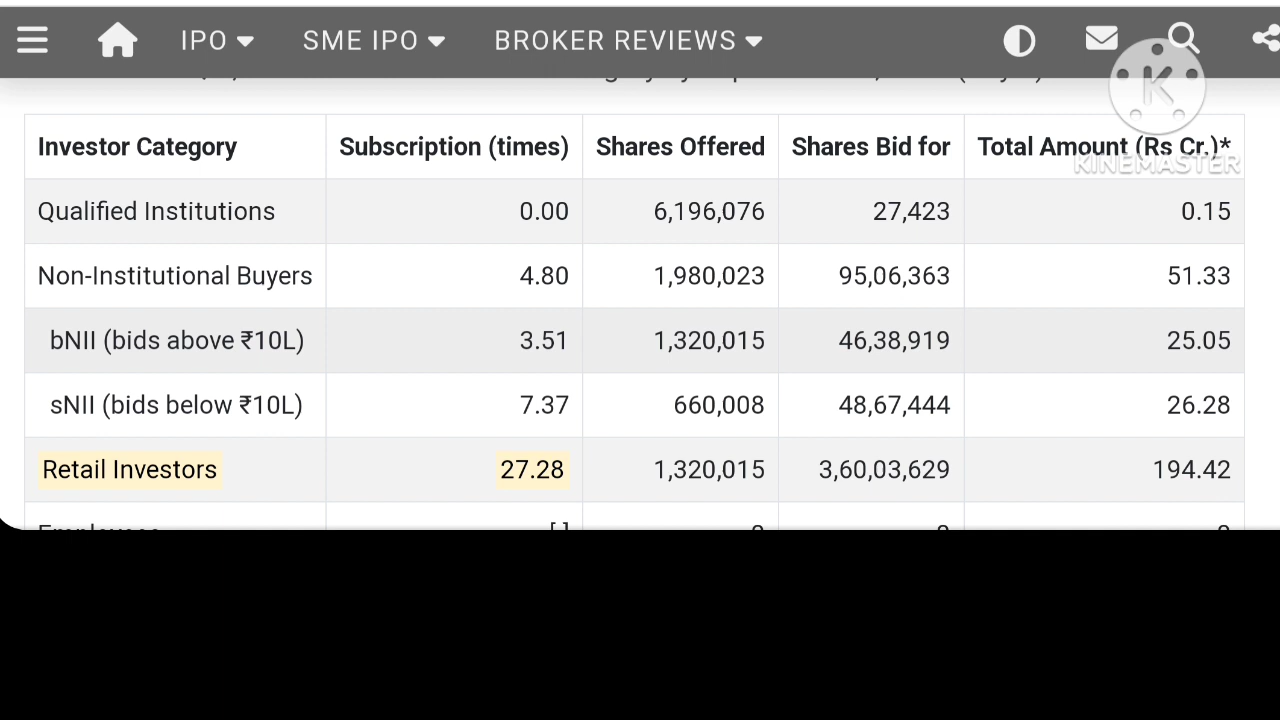 IPO SME IPO BROKER REVIEWS
K
KINEMASTER
Investor Category Subscription (times) Shares Offered Shares Bid for Total Amount (Rs Cr.)*
Qualified Institutions 0.00 6,196,076 27,423 0.15
Non-Institutional Buyers 4.80 1,980,023 95,06,363 51.33
bNII (bids above ₹10L) 3.51 1,320,015 46,38,919 25.05
sNII (bids below ₹10L) 7.37 660,008 48,67,444 26.28
Retail Investors 27.28 1,320,015 3,60,03,629 194.42